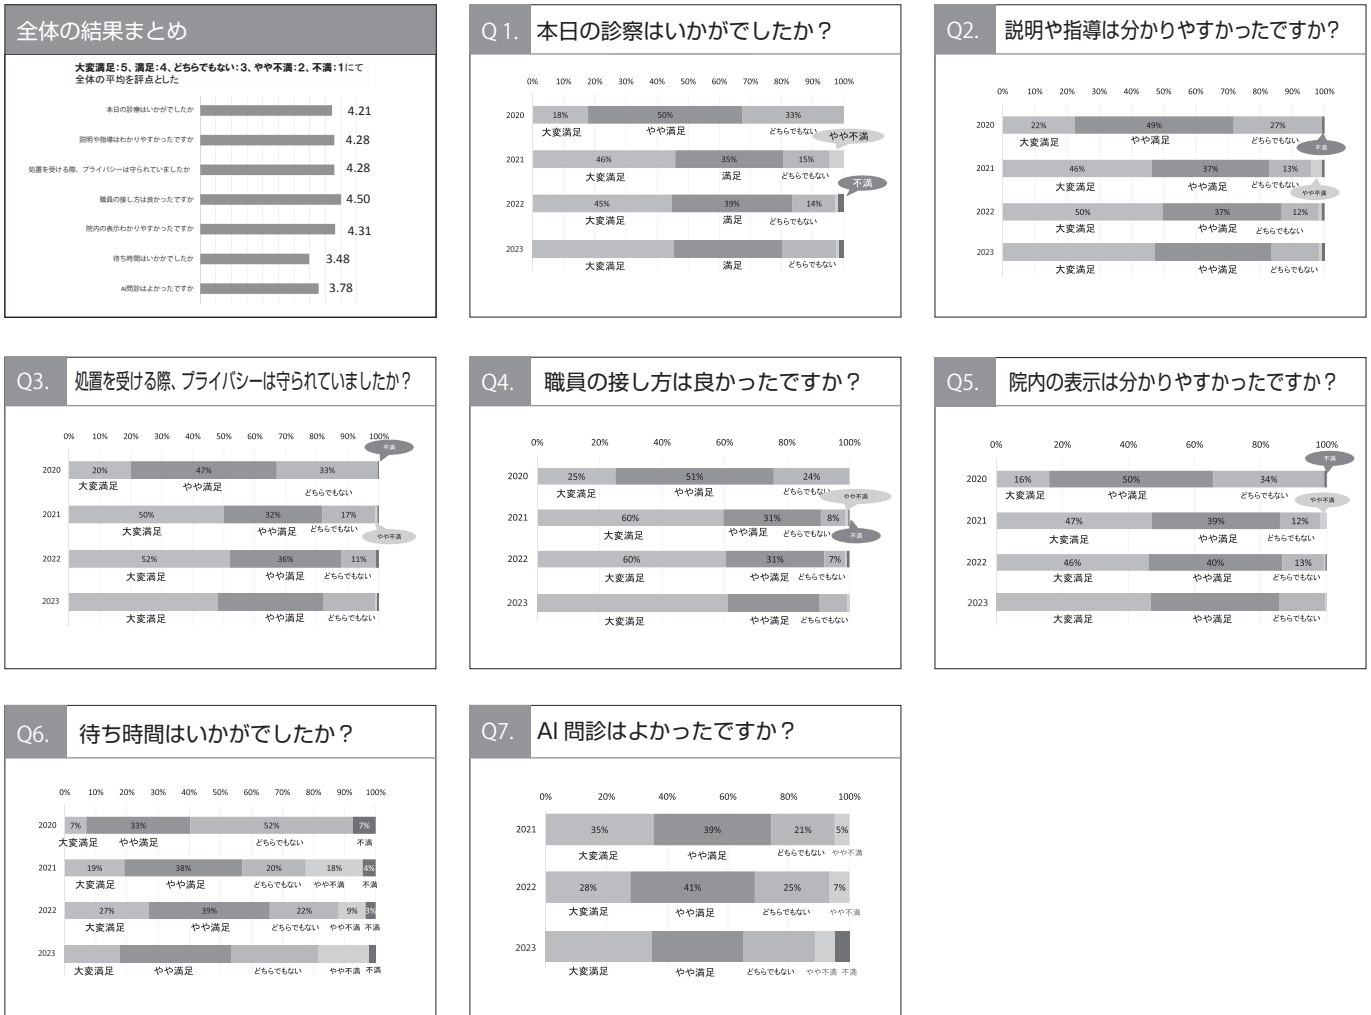 全体の結果まとめ
大変満足:5、満足:4、どちらでもない:3、やや不満:2、不満:1にて
全体の平均を評点とした
本日の診療はいかがでしたか 4.21
説明や指導はわかりやすかったですか 4.28
処置を受ける際、プライバシーは守られていましたか 4.28
職員の接し方は良かったですか 4.50
院内の表示わかりやすかったですか 4.31
待ち時間はいかがでしたか 3.48
AI問診はよかったですか 3.78
Q 1. 本日の診察はいかがでしたか？
0% 10% 20% 30% 40% 50% 60% 70% 80% 90% 100%
2020 18% 50% 33%
大変満足 やや満足 どちらでもない やや不満
2021 46% 35% 15%
大変満足 満足 どちらでもない 不満
2022 45% 39% 14%
大変満足 満足 どちらでもない
2023
大変満足 満足 どちらでもない
Q2. 説明や指導は分かりやすかったですか?
0% 10% 20% 30% 40% 50% 60% 70% 80% 90% 100%
2020 22% 49% 27%
大変満足 やや満足 どちらでもない 不満
2021 46% 37% 13%
大変満足 やや満足 どちらでもない やや不満
2022 50% 37% 12%
大変満足 やや満足 どちらでもない
2023
大変満足 やや満足 どちらでもない
Q3. 処置を受ける際、プライバシーは守られていましたか?
0% 10% 20% 30% 40% 50% 60% 70% 80% 90% 100%
不満
2020 20% 47% 33%
大変満足 やや満足 どちらでもない
2021 50% 32% 17%
大変満足 やや満足 どちらでもない やや不満
2022 52% 36% 11%
大変満足 やや満足 どちらでもない
2023
大変満足 やや満足 どちらでもない
Q4. 職員の接し方は良かったですか？
0% 20% 40% 60% 80% 100%
2020 25% 51% 24%
大変満足 やや満足 どちらでもない やや不満
2021 60% 31% 8%
大変満足 やや満足 どちらでもない 不満
2022 60% 31% 7%
大変満足 やや満足 どちらでもない
2023
大変満足 やや満足 どちらでもない
Q5. 院内の表示は分かりやすかったですか？
0% 20% 40% 60% 80% 100%
不満
2020 16% 50% 34%
大変満足 やや満足 どちらでもない やや不満
2021 47% 39% 12%
大変満足 やや満足 どちらでもない
2022 46% 40% 13%
大変満足 やや満足 どちらでもない
2023
大変満足 やや満足 どちらでもない
Q6. 待ち時間はいかがでしたか？
0% 10% 20% 30% 40% 50% 60% 70% 80% 90% 100%
2020 7% 33% 52% 7%
大変満足 やや満足 どちらでもない 不満
2021 19% 38% 20% 18% 4%
大変満足 やや満足 どちらでもない やや不満 不満
2022 27% 39% 22% 9% 3%
大変満足 やや満足 どちらでもない やや不満 不満
2023
大変満足 やや満足 どちらでもない やや不満 不満
Q7. AI 問診はよかったですか？
0% 20% 40% 60% 80% 100%
2021 35% 39% 21% 5%
大変満足 やや満足 どちらでもない やや不満
2022 28% 41% 25% 7%
大変満足 やや満足 どちらでもない やや不満
2023
大変満足 やや満足 どちらでもない やや不満 不満